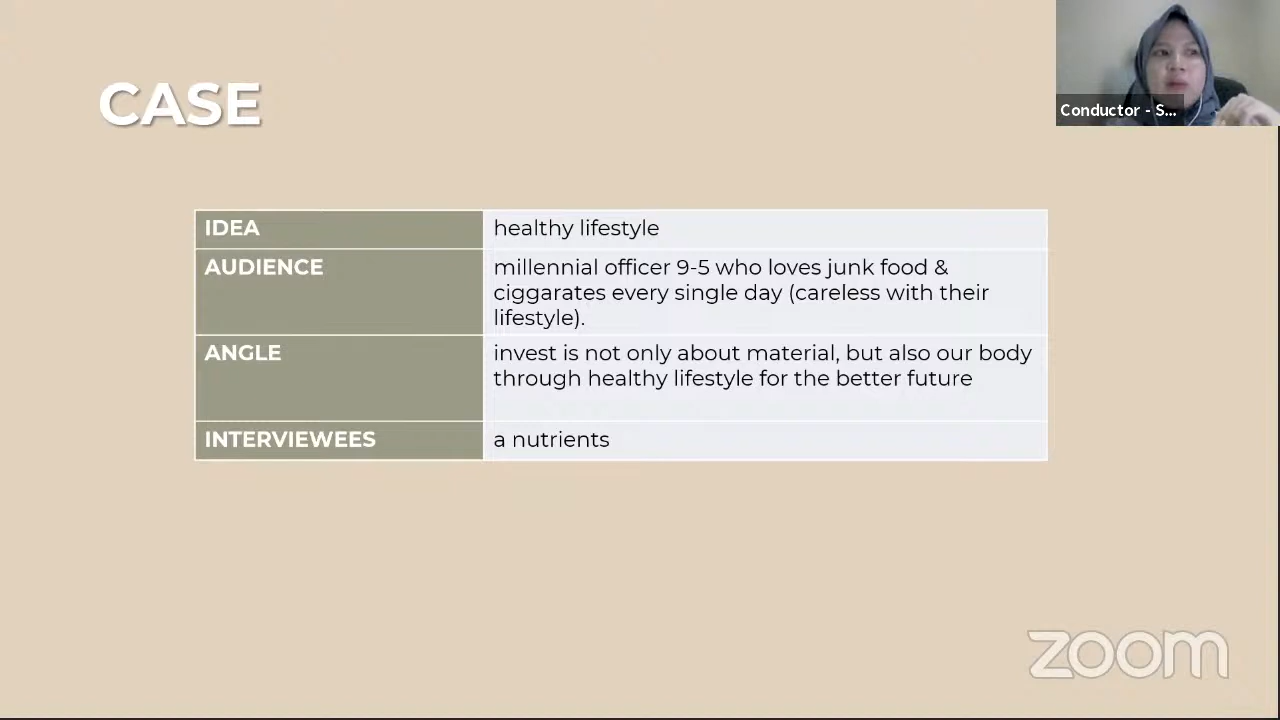 CASE
Conductor - S...
IDEA
healthy lifestyle
AUDIENCE
millennial officer 9-5 who loves junk food &
ciggarates every single day (careless with their
lifestyle).
ANGLE
invest is not only about material, but also our body
through healthy lifestyle for the better future
INTERVIEWEES
a nutrients
zoom